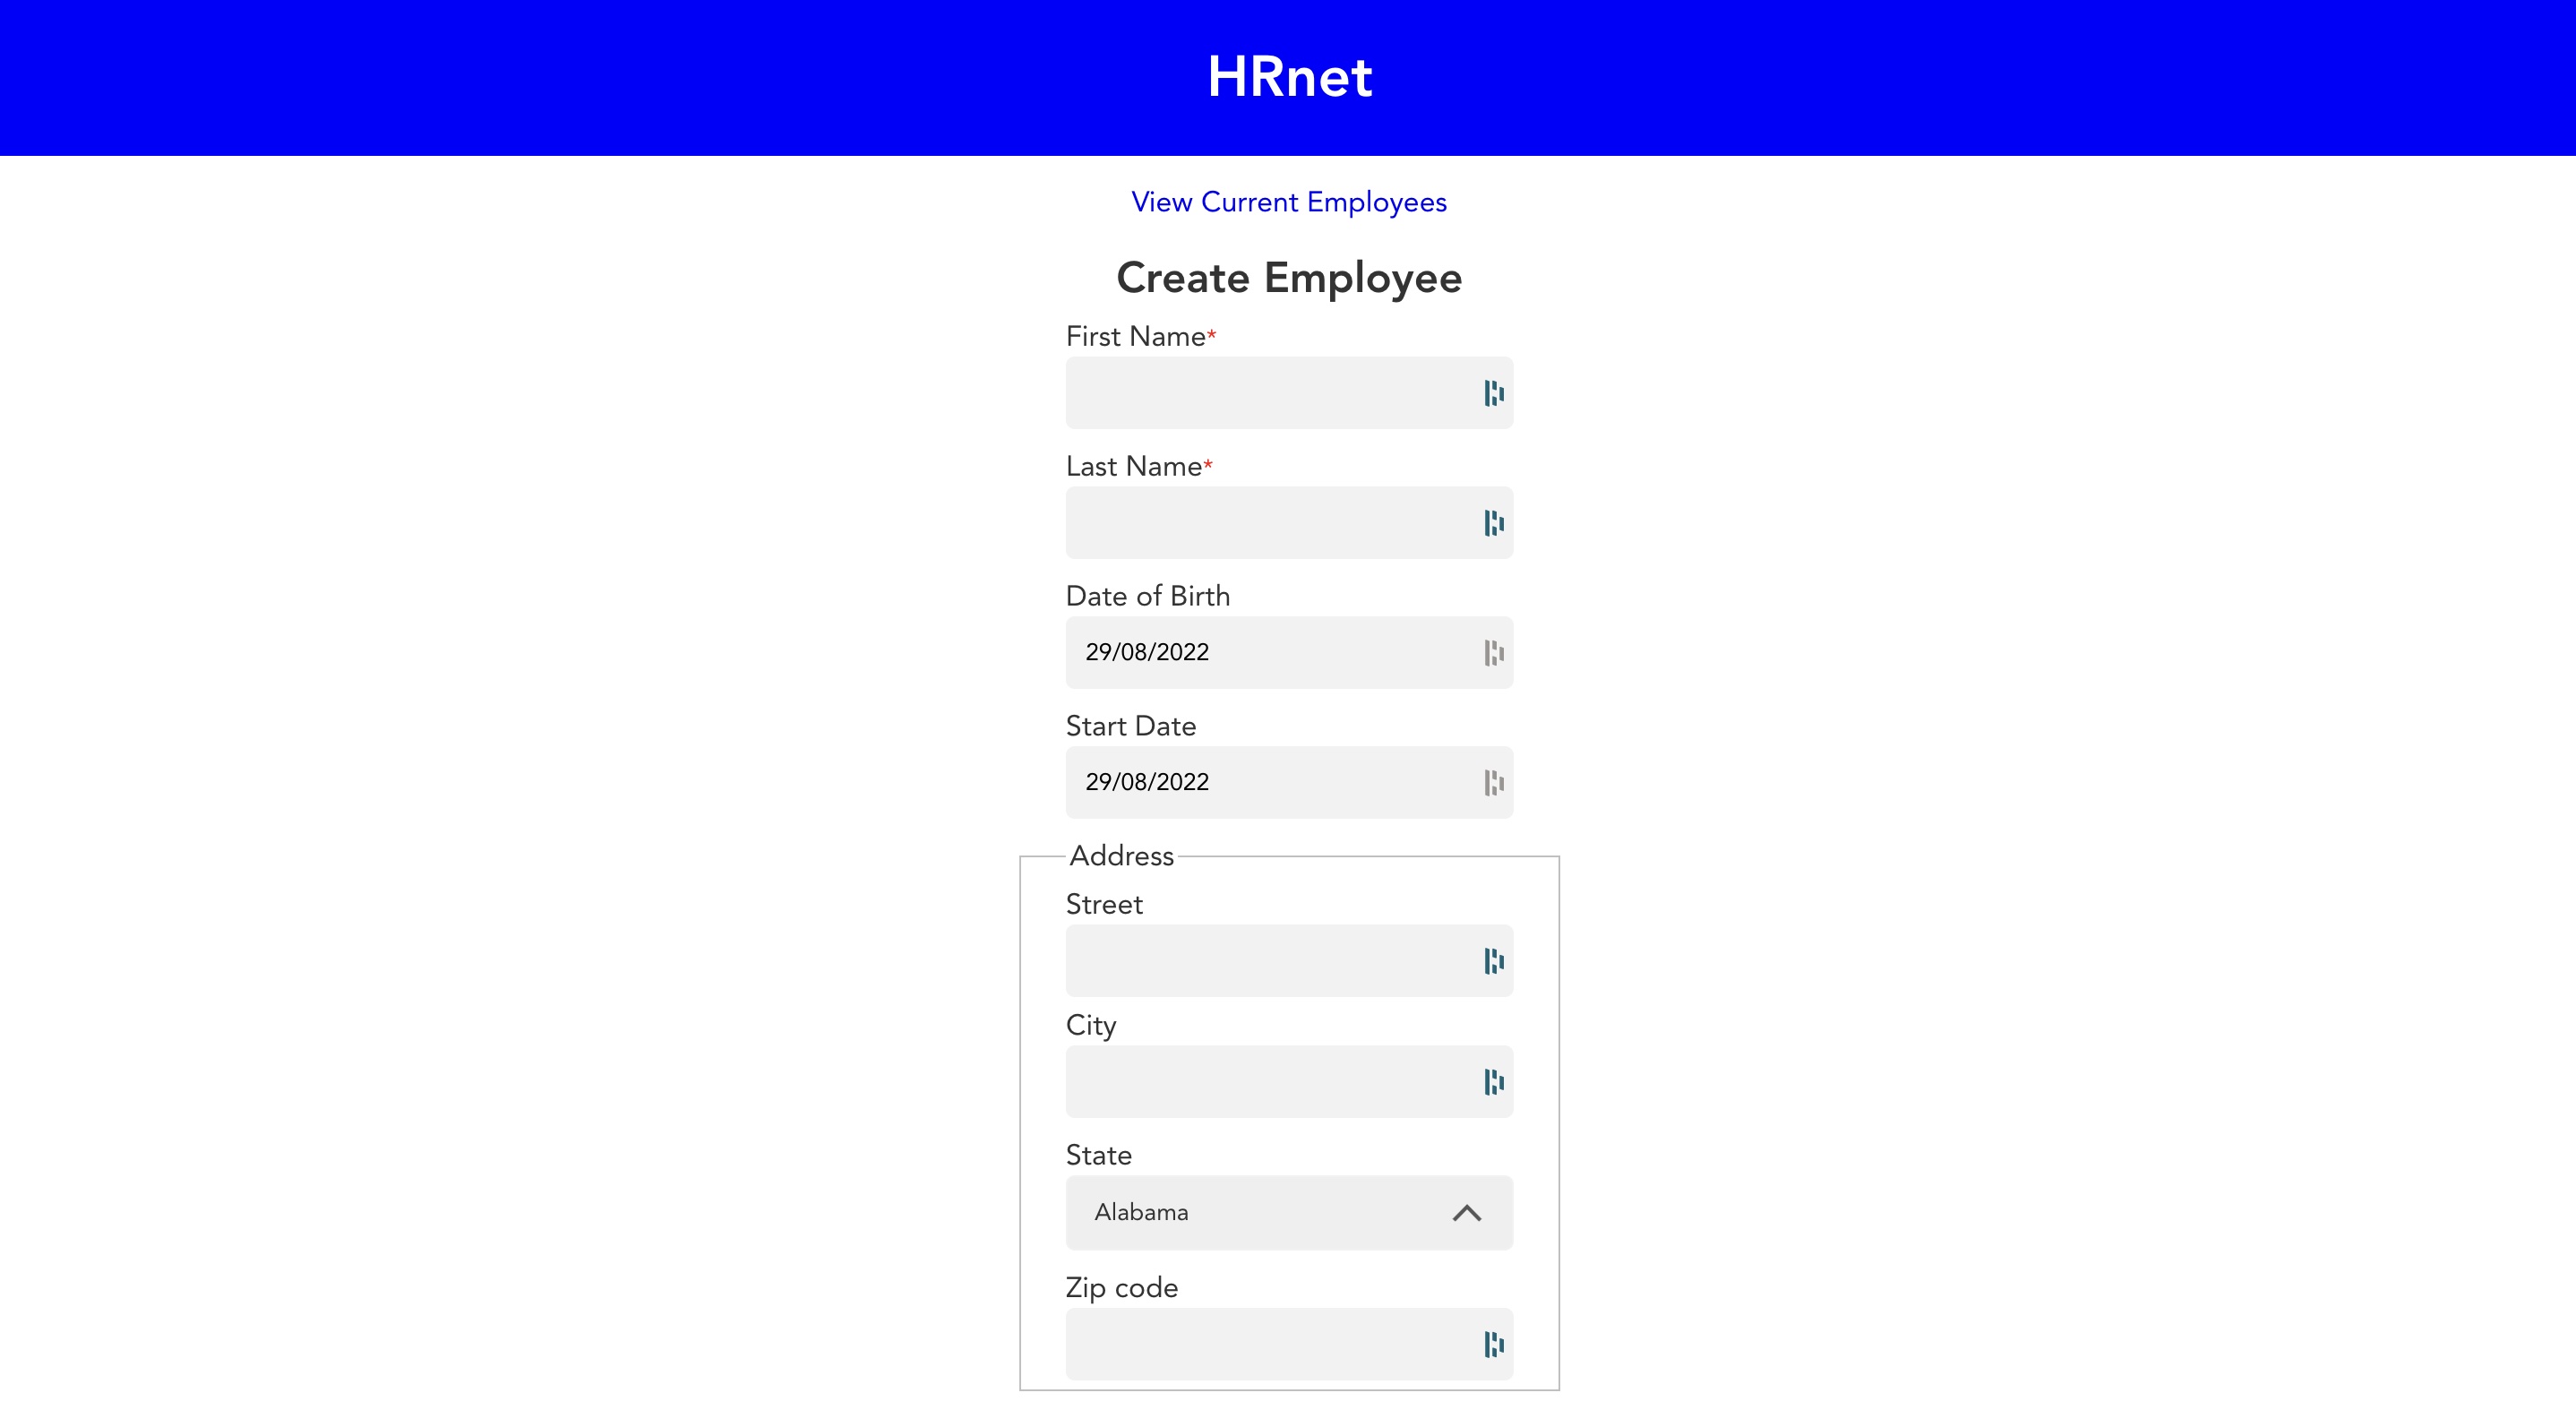 HRnet
View Current Employees
Create Employee
First Name*
Last Name*
Date of Birth
29/08/2022
Start Date
29/08/2022
Address
Street
City
State
Alabama
Zip code